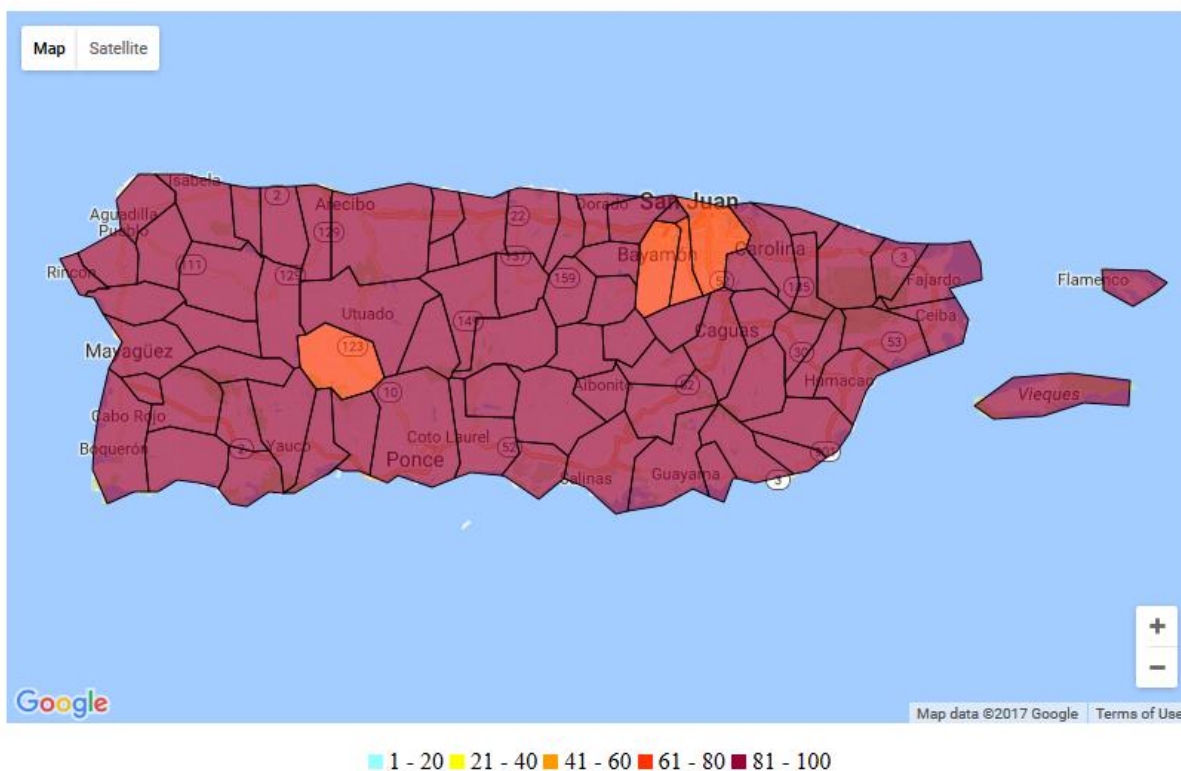 Map Satellite
Isabela
2
Arecibo
San Juan
Dorado
Aguadilla
Pueblo
22
129
Bayamón
Carolina
137
3
Rincón
111
129
159
52
Fajardo
Flamenco
Utuado
149
Caguas
Ceiba
Mayagüez
123
30
53
Aibonito
52
Humacao
Vieques
10
Cabo Rojo
Coto Laurel
Boquerón
2
Yauco
Ponce
52
Salinas
Guayama
901
3
+
−
Google
Map data ©2017 Google Terms of Use
1 - 20 21 - 40 41 - 60 61 - 80 81 - 100